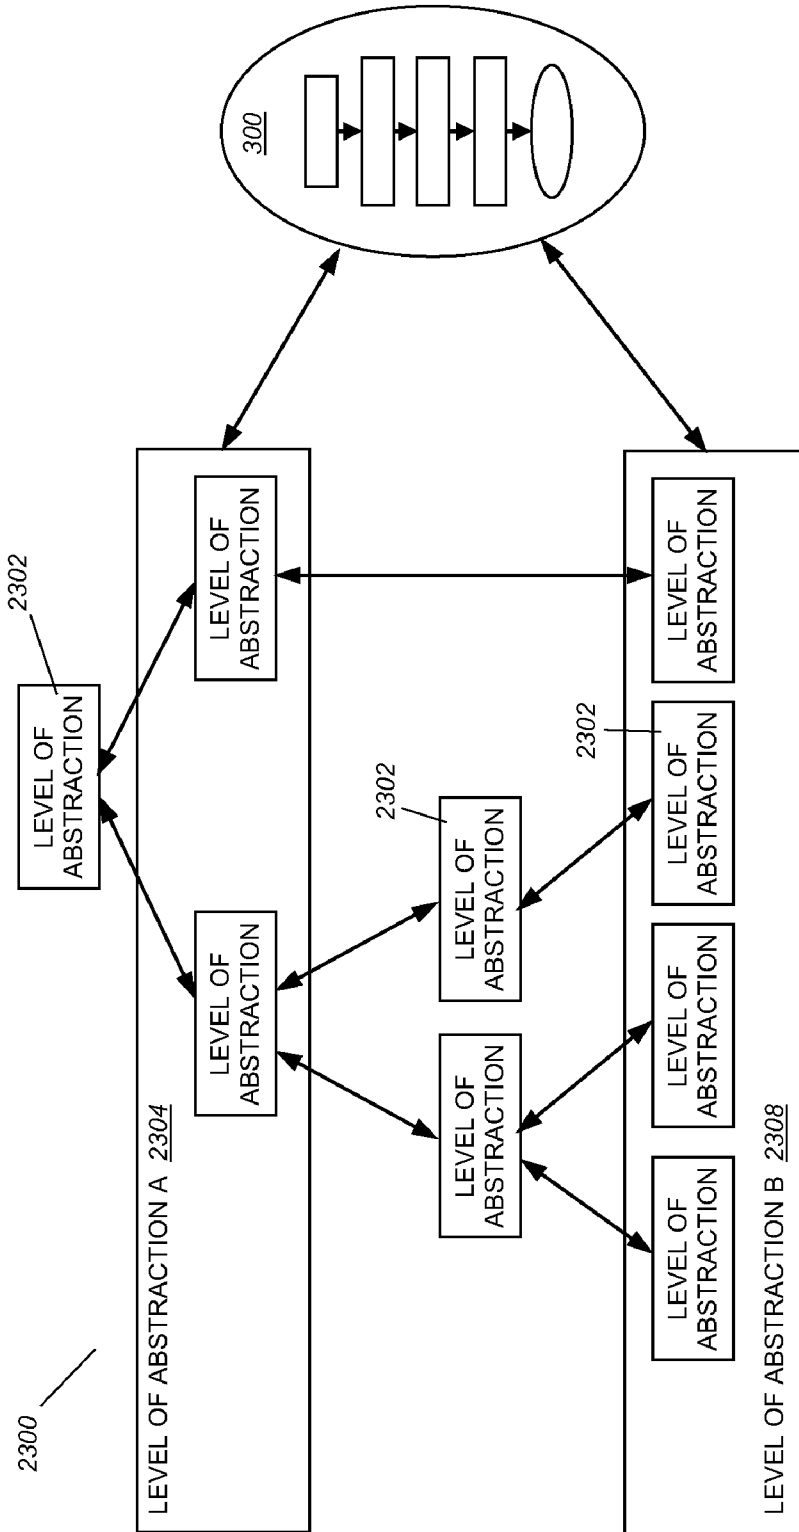 2300
2302
LEVEL OF
ABSTRACTION
LEVEL OF ABSTRACTION A 2304
LEVEL OF
ABSTRACTION
LEVEL OF
ABSTRACTION
300
2302
LEVEL OF
ABSTRACTION
LEVEL OF
ABSTRACTION
2302
LEVEL OF
ABSTRACTION
LEVEL OF
ABSTRACTION
LEVEL OF
ABSTRACTION
LEVEL OF
ABSTRACTION
LEVEL OF ABSTRACTION B 2308